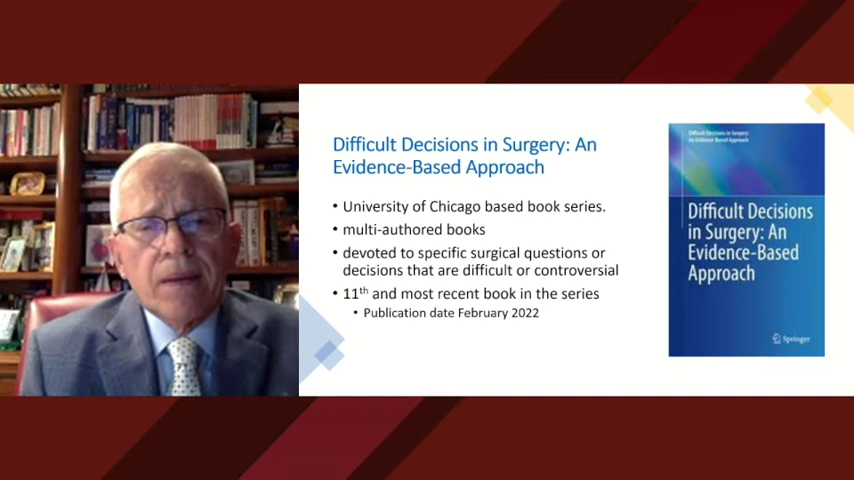 Difficult Decisions in Surgery: An
Evidence-Based Approach
• University of Chicago based book series.
• multi-authored books
• devoted to specific surgical questions or
decisions that are difficult or controversial
• 11th and most recent book in the series
• Publication date February 2022
Difficult Decisions in Surgery:
An Evidence-Based Approach
Difficult Decisions
in Surgery: An
Evidence-Based
Approach
Springer